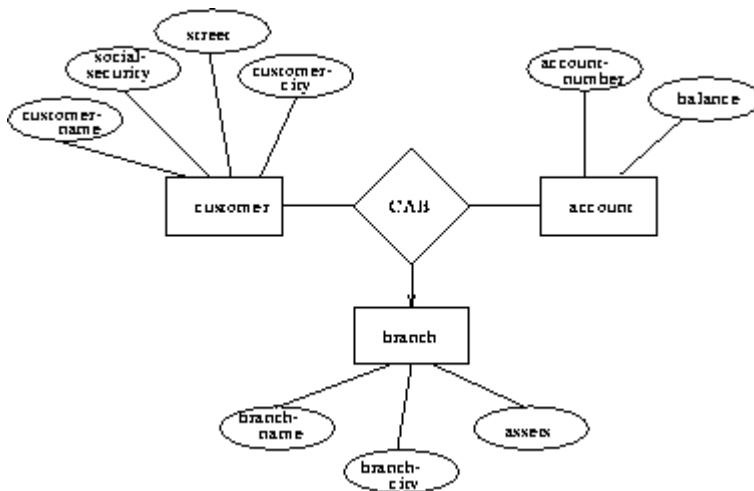 street
social-
security
customer-
city
customer-
name
account-
number
balance
customer
CAB
account
branch
branch-
name
assets
branch-
city